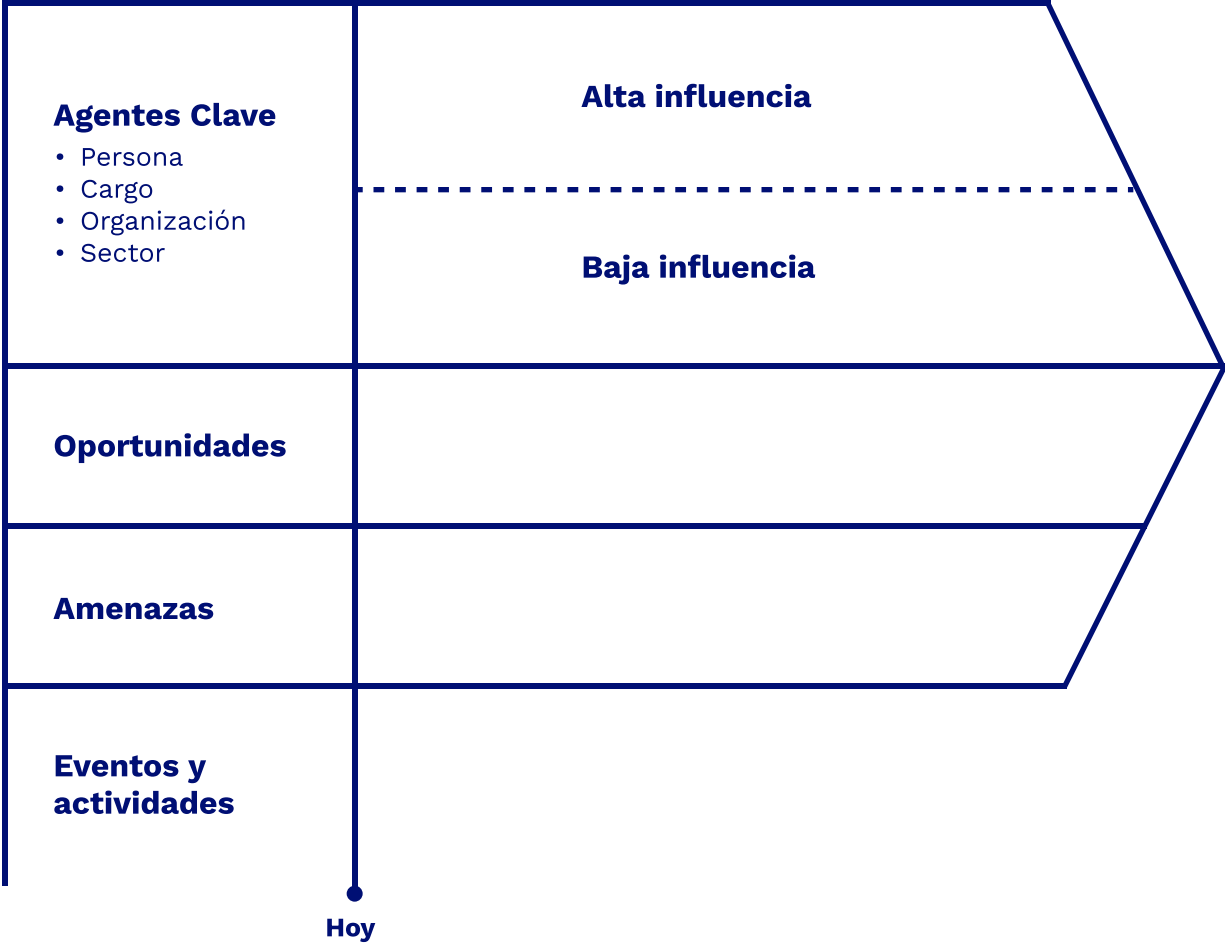 Agentes Clave
• Persona
• Cargo
• Organización
• Sector
Alta influencia
Baja influencia
Oportunidades
Amenazas
Eventos y
actividades
Hoy